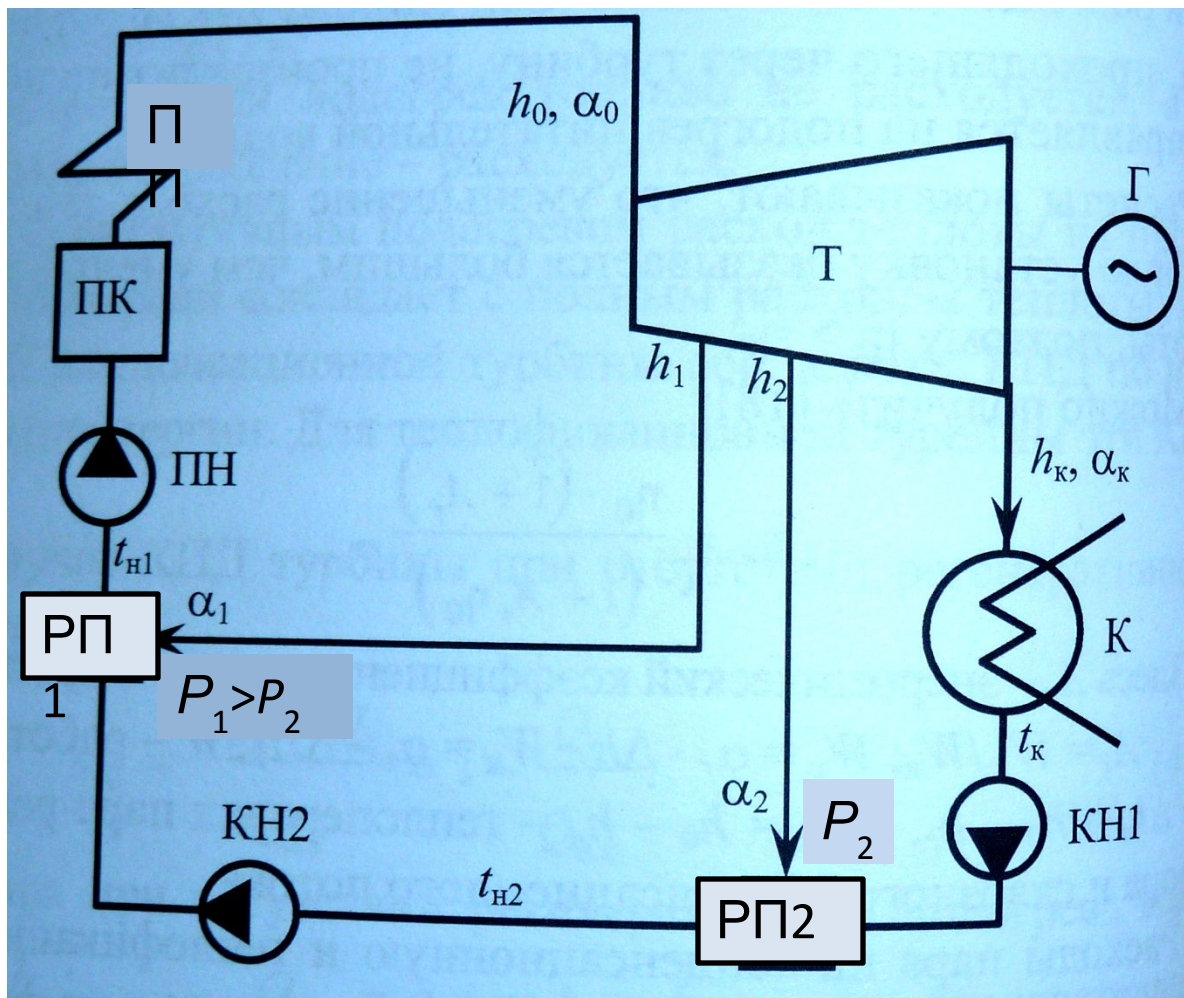 h0, α0
П
П
Г
Т
ПК
h1
h2
ПН
hк, αк
tн1
α1
РП
1
К
P1>P2
tк
α2
P2
КН2
КН1
tн2
РП2